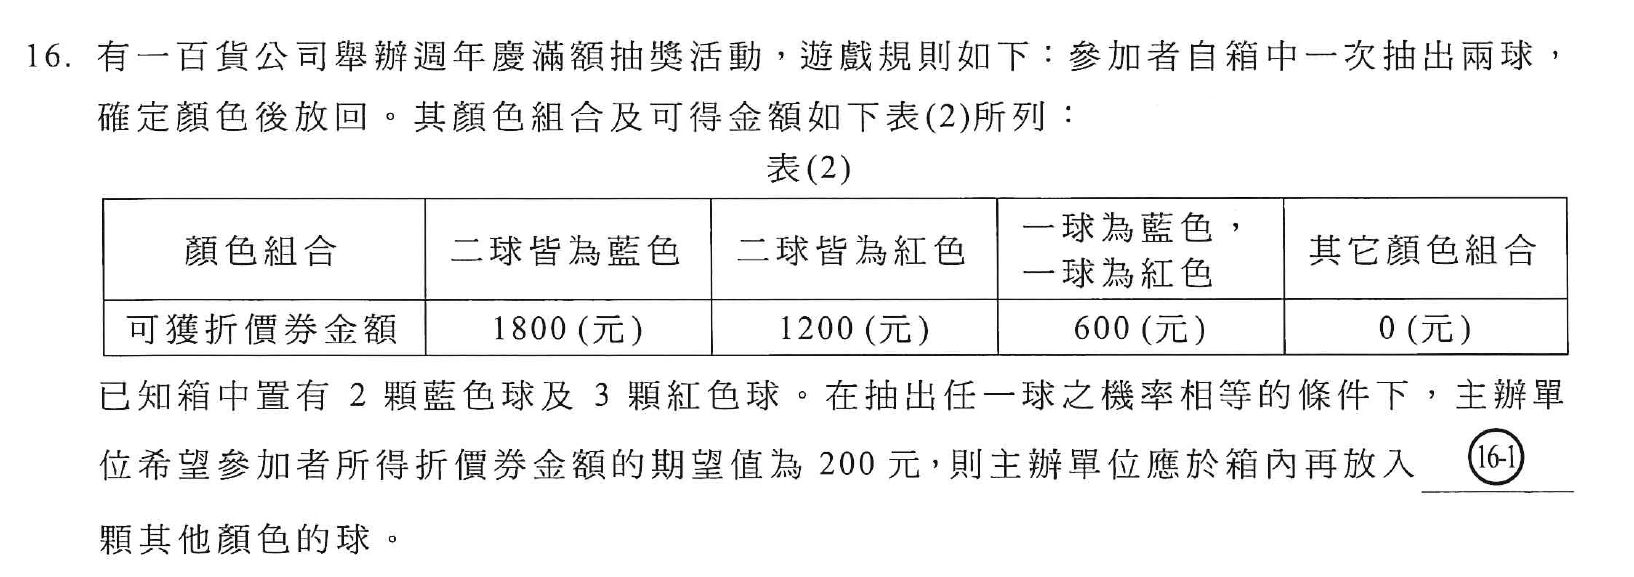 16. 有一百貨公司舉辦週年慶滿額抽獎活動，遊戲規則如下：參加者自箱中一次抽出兩球，
確定顏色後放回。其顏色組合及可得金額如下表(2)所列：
表(2)
顏色組合 二球皆為藍色 二球皆為紅色 一球為藍色，一球為紅色 其它顏色組合
可獲折價券金額 1800 (元) 1200 (元) 600 (元) 0 (元)
已知箱中置有 2 顆藍色球及 3 顆紅色球。在抽出任一球之機率相等的條件下，主辦單
位希望參加者所得折價券金額的期望值為 200 元，則主辦單位應於箱內再放入 16-1
顆其他顏色的球。